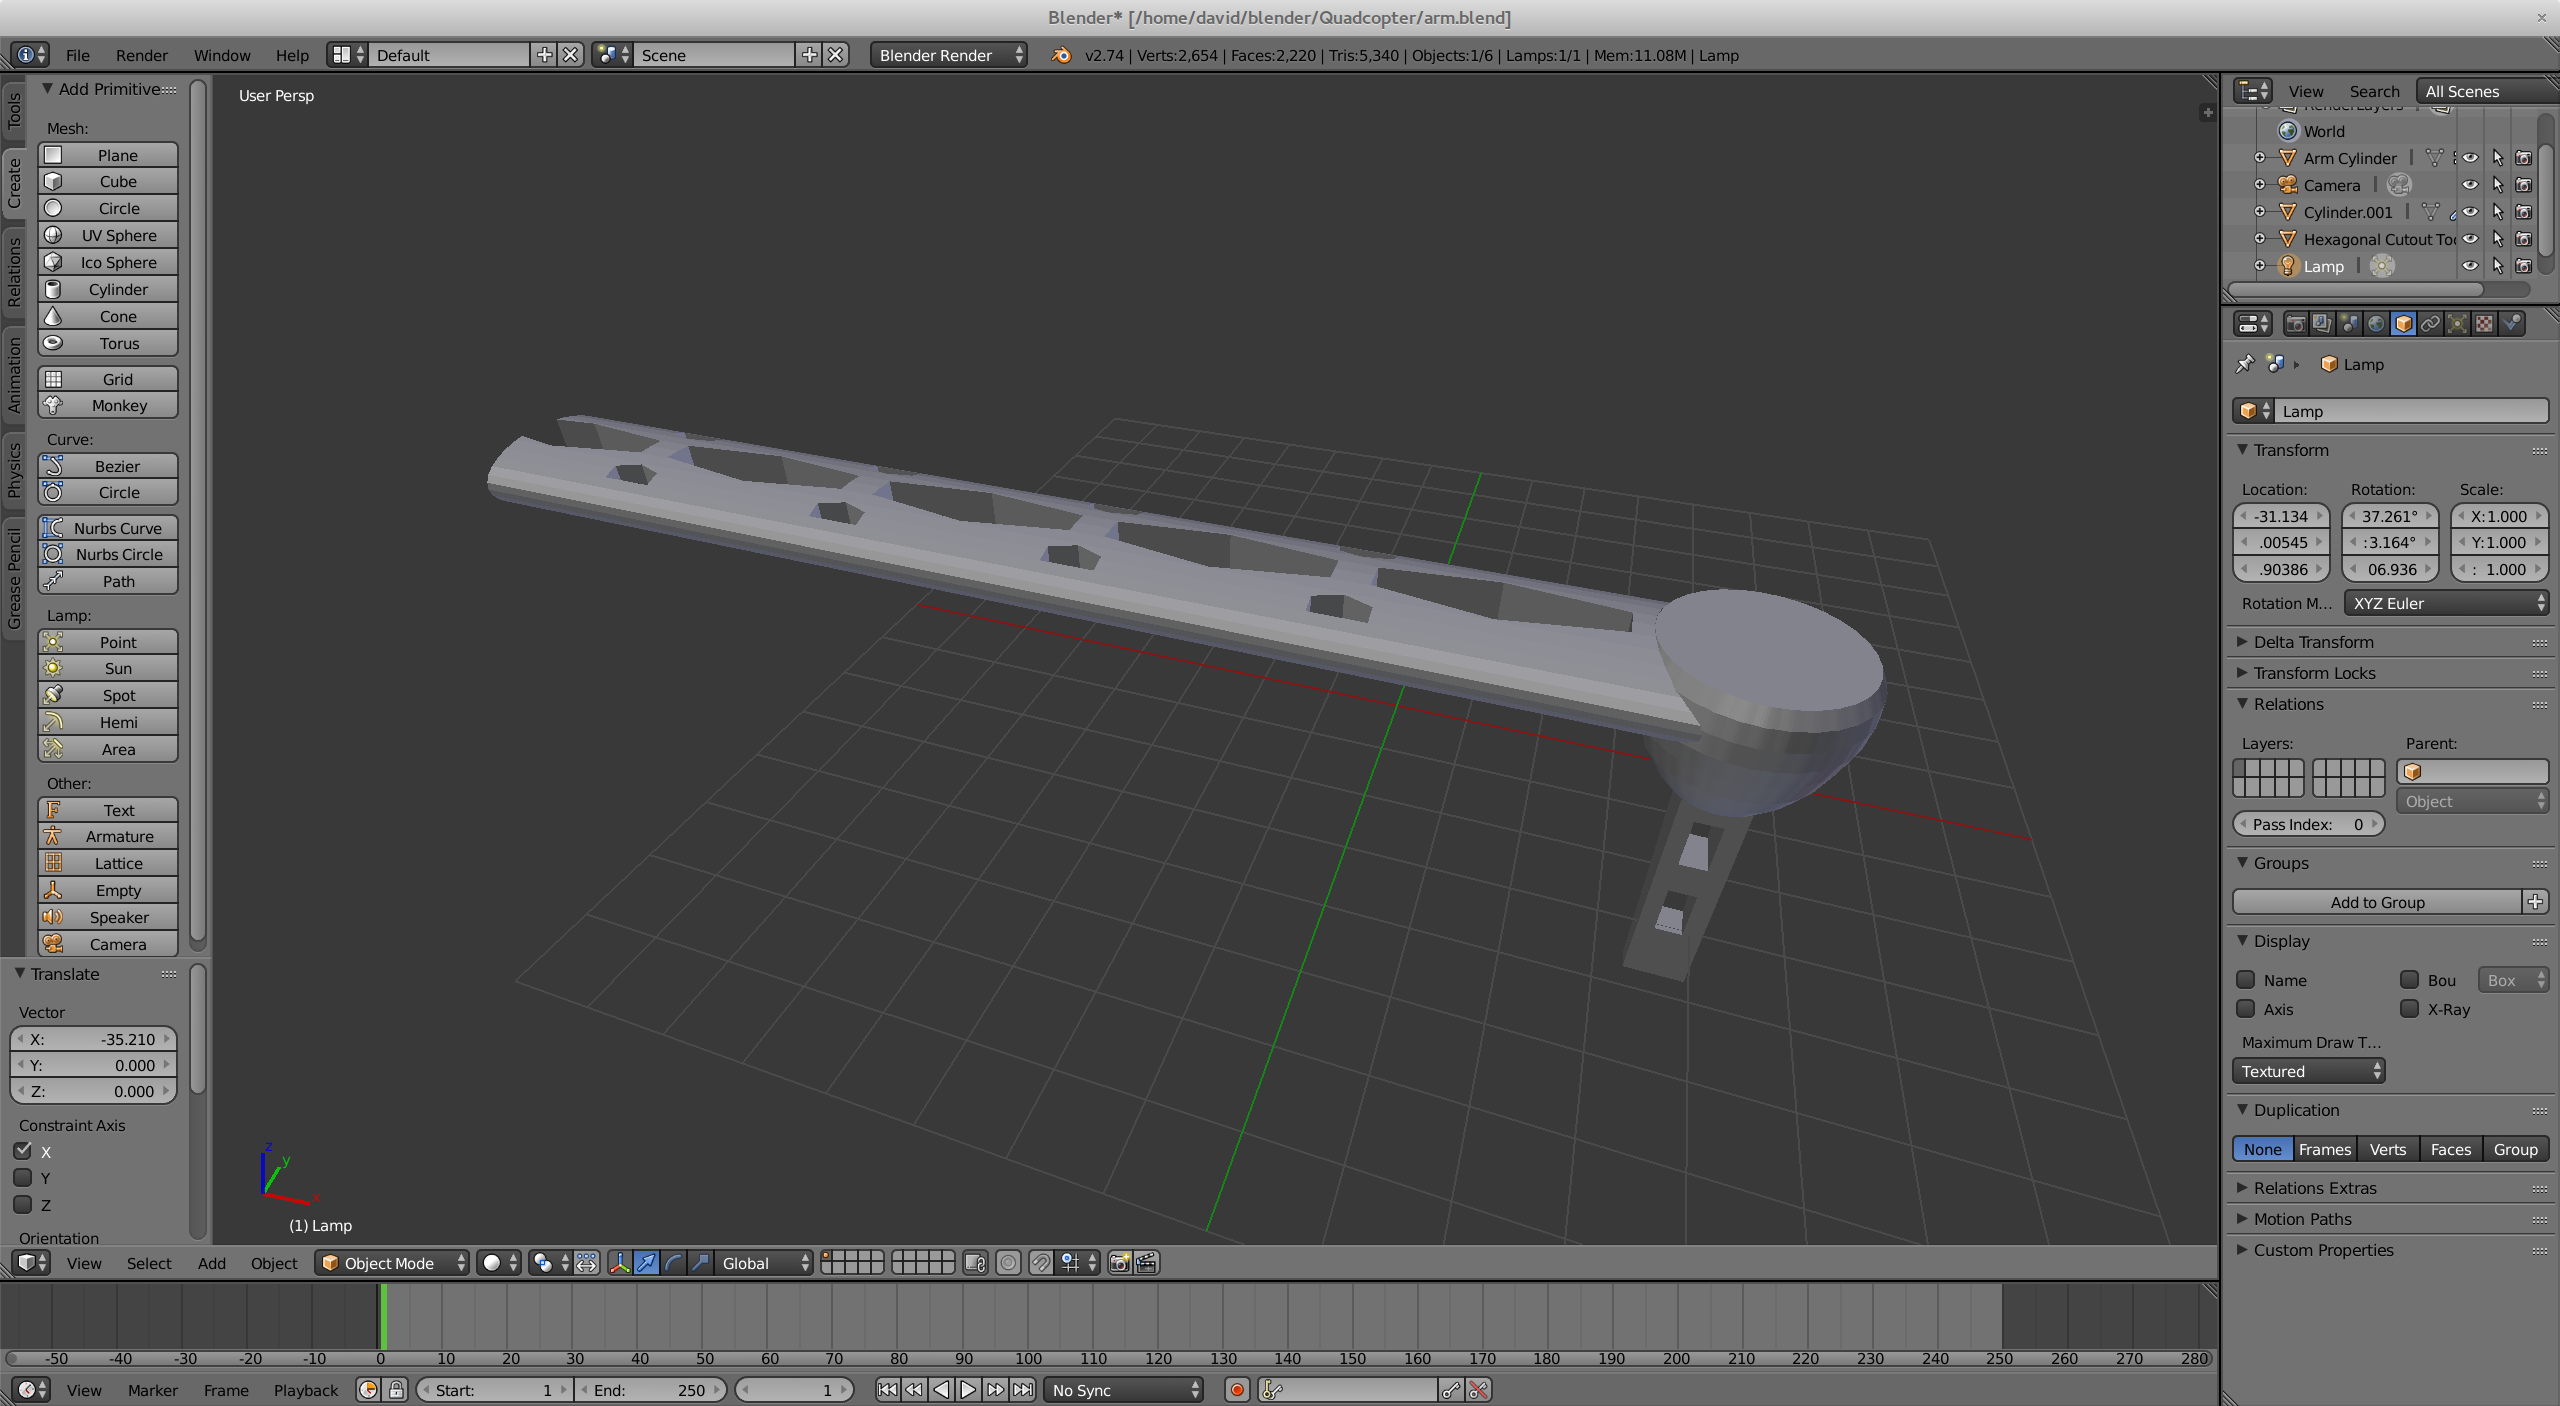 Blender* [/home/david/blender/Quadcopter/arm.blend]
File Render Window Help Default Scene Blender Render v2.74 | Verts:2,654 | Faces:2,220 | Tris:5,340 | Objects:1/6 | Lamps:1/1 | Mem:11.08M | Lamp
Tools
Create
Relations
Animation
Physics
Grease Pencil
Add Primitive
Mesh:
Plane
Cube
Circle
UV Sphere
Ico Sphere
Cylinder
Cone
Torus
Grid
Monkey
Curve:
Bezier
Circle
Nurbs Curve
Nurbs Circle
Path
Lamp:
Point
Sun
Spot
Hemi
Area
Other:
Text
Armature
Lattice
Empty
Speaker
Camera
Translate
Vector
X: -35.210
Y: 0.000
Z: 0.000
Constraint Axis
X
Y
Z
Orientation
User Persp
z
y
x
(1) Lamp
View Select Add Object Object Mode Global
-50 -40 -30 -20 -10 0 10 20 30 40 50 60 70 80 90 100 110 120 130 140 150 160 170 180 190 200 210 220 230 240 250 260 270 280
View Marker Frame Playback Start: 1 End: 250 1 No Sync
View Search All Scenes
RenderLayers
World
Arm Cylinder
Camera
Cylinder.001
Hexagonal Cutout Too
Lamp
Lamp
Lamp
Transform
Location: Rotation: Scale:
-31.134 37.261° X:1.000
.00545 :3.164° Y:1.000
.90386 06.936 : 1.000
Rotation M... XYZ Euler
Delta Transform
Transform Locks
Relations
Layers: Parent:
Object
Pass Index: 0
Groups
Add to Group
Display
Name Bou Box
Axis X-Ray
Maximum Draw T...
Textured
Duplication
None Frames Verts Faces Group
Relations Extras
Motion Paths
Custom Properties